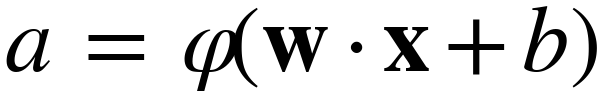 a = φ(w · x + b)